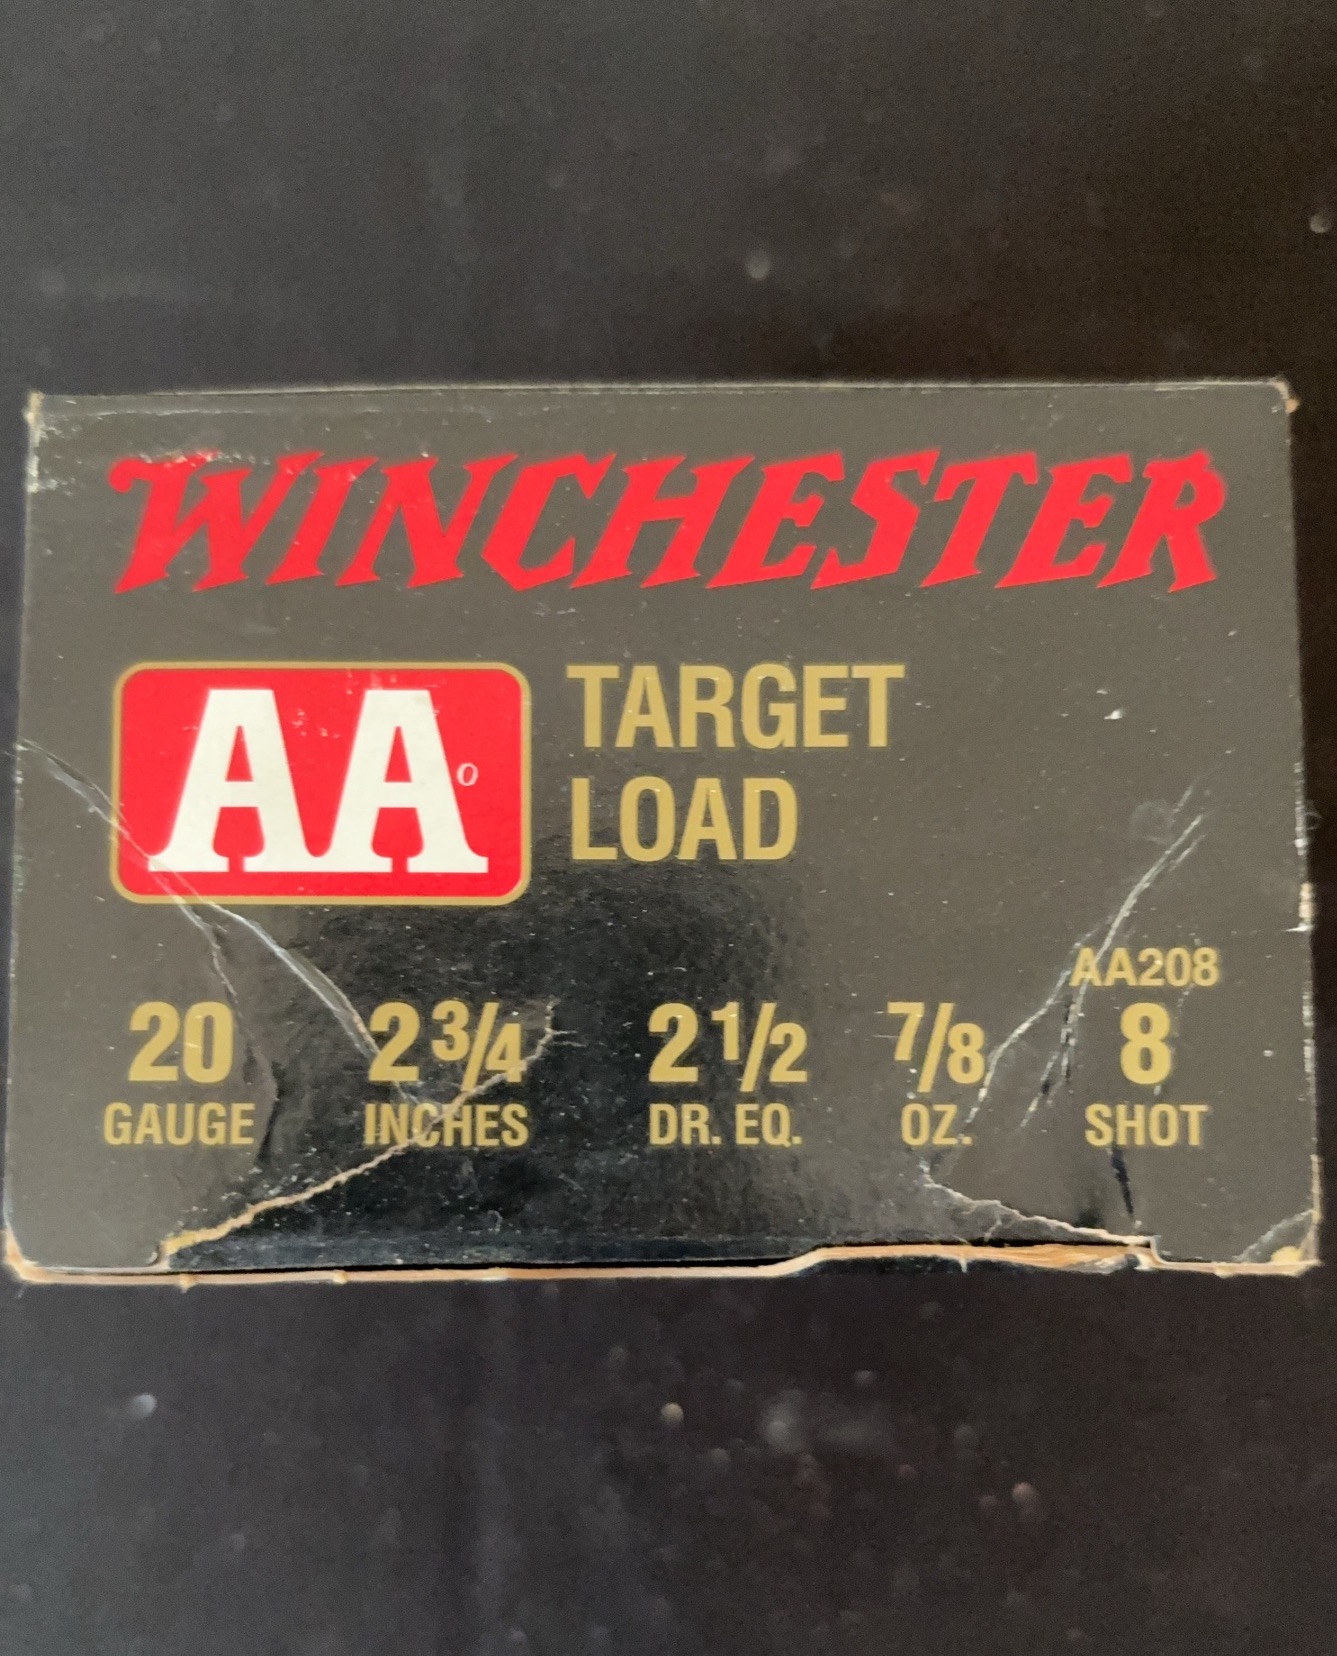 WINCHESTER
AA
TARGET
LOAD
AA208
20 2 3/4 2 1/2 7/8 8
GAUGE INCHES DR. EQ. OZ. SHOT